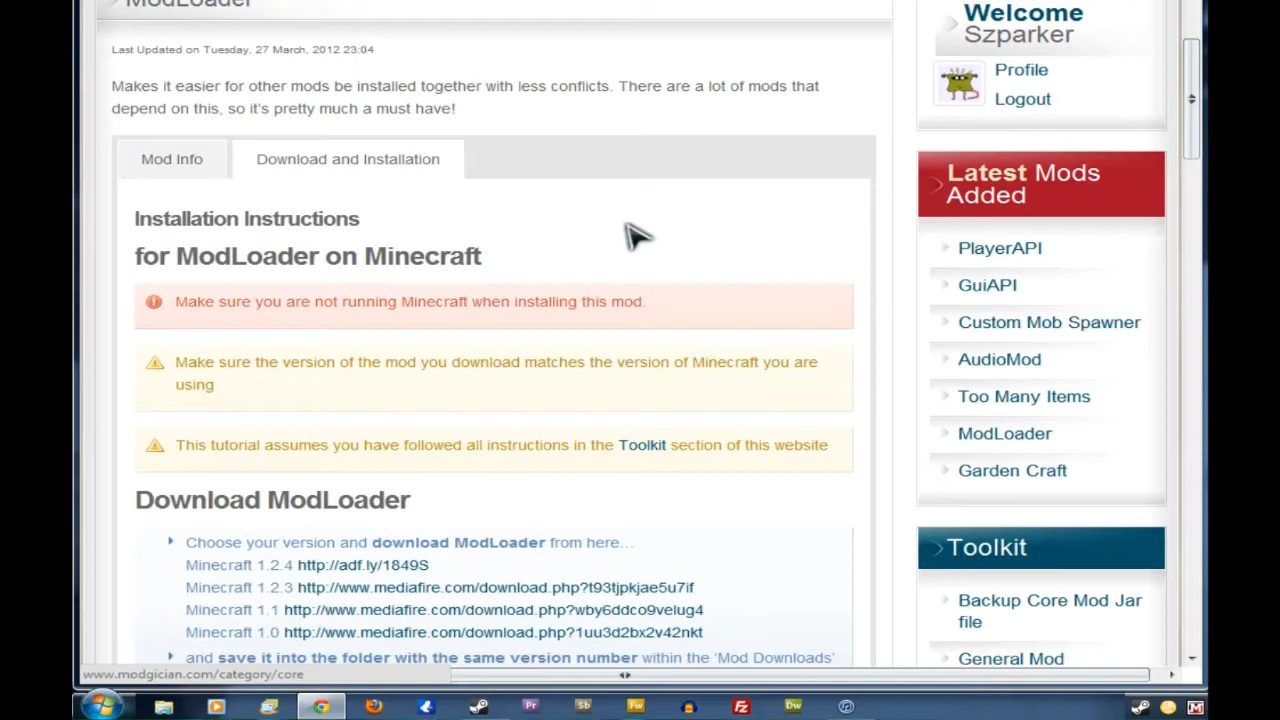 ModLoader
Last Updated on Tuesday, 27 March, 2012 23:04
Makes it easier for other mods be installed together with less conflicts. There are a lot of mods that
depend on this, so it's pretty much a must have!
Mod Info
Download and Installation
Installation Instructions
for ModLoader on Minecraft
Make sure you are not running Minecraft when installing this mod.
Make sure the version of the mod you download matches the version of Minecraft you are
using
This tutorial assumes you have followed all instructions in the Toolkit section of this website
Download ModLoader
Choose your version and download ModLoader from here...
Minecraft 1.2.4 http://adf.ly/1849S
Minecraft 1.2.3 http://www.mediafire.com/download.php?t93tjpkjae5u7if
Minecraft 1.1 http://www.mediafire.com/download.php?wby6ddco9velug4
Minecraft 1.0 http://www.mediafire.com/download.php?1uu3d2bx2v42nkt
and save it into the folder with the same version number within the 'Mod Downloads'
Welcome
Szparker
Profile
Logout
Latest Mods
Added
PlayerAPI
GuiAPI
Custom Mob Spawner
AudioMod
Too Many Items
ModLoader
Garden Craft
Toolkit
Backup Core Mod Jar
file
General Mod
www.modgician.com/category/core
Pr
Sb
Fw
Fz
Dw
M